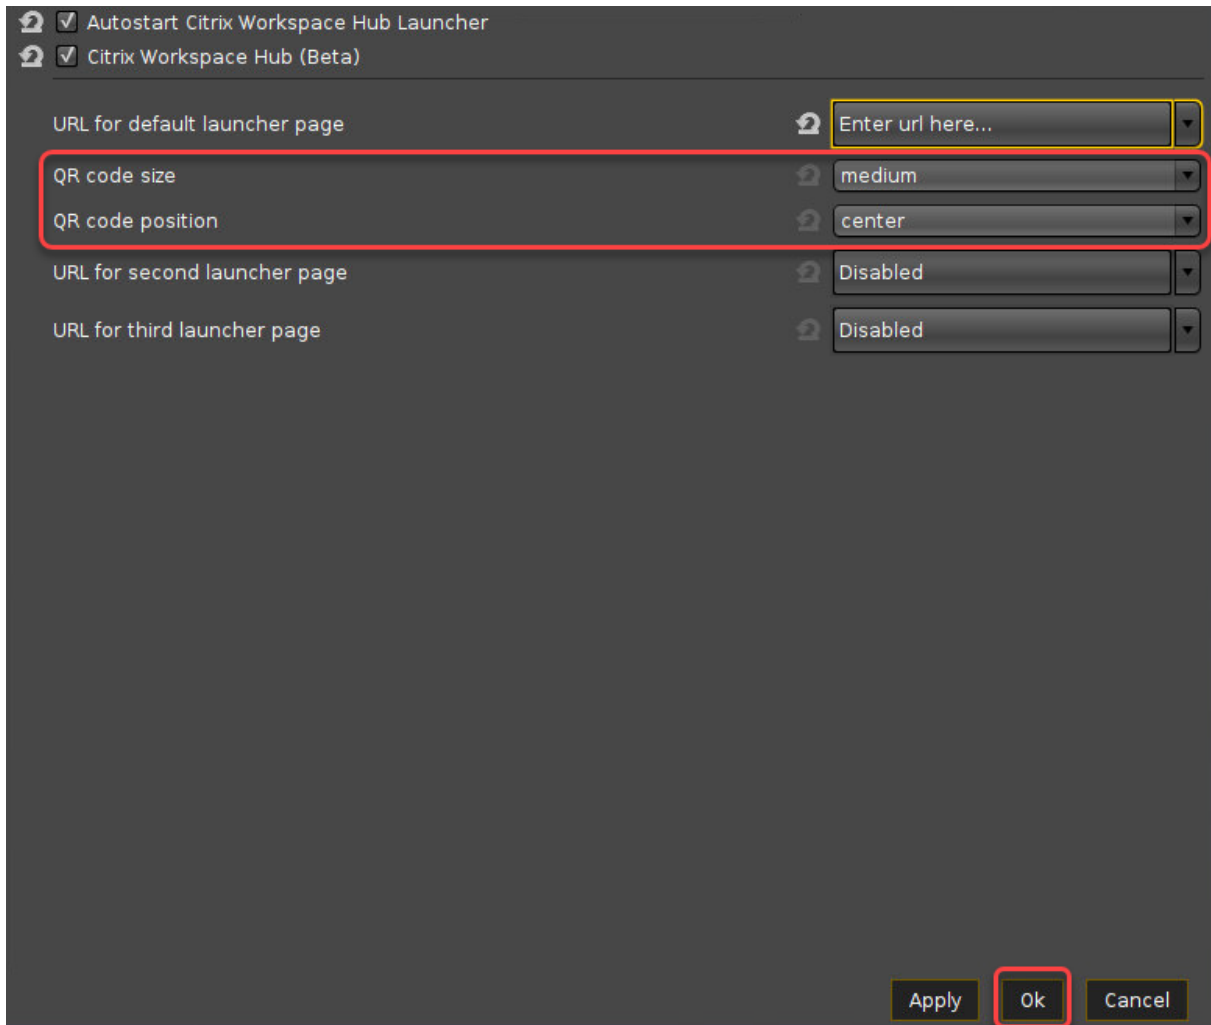 Autostart Citrix Workspace Hub Launcher
Citrix Workspace Hub (Beta)
URL for default launcher page Enter url here...
QR code size medium
QR code position center
URL for second launcher page Disabled
URL for third launcher page Disabled
Apply Ok Cancel